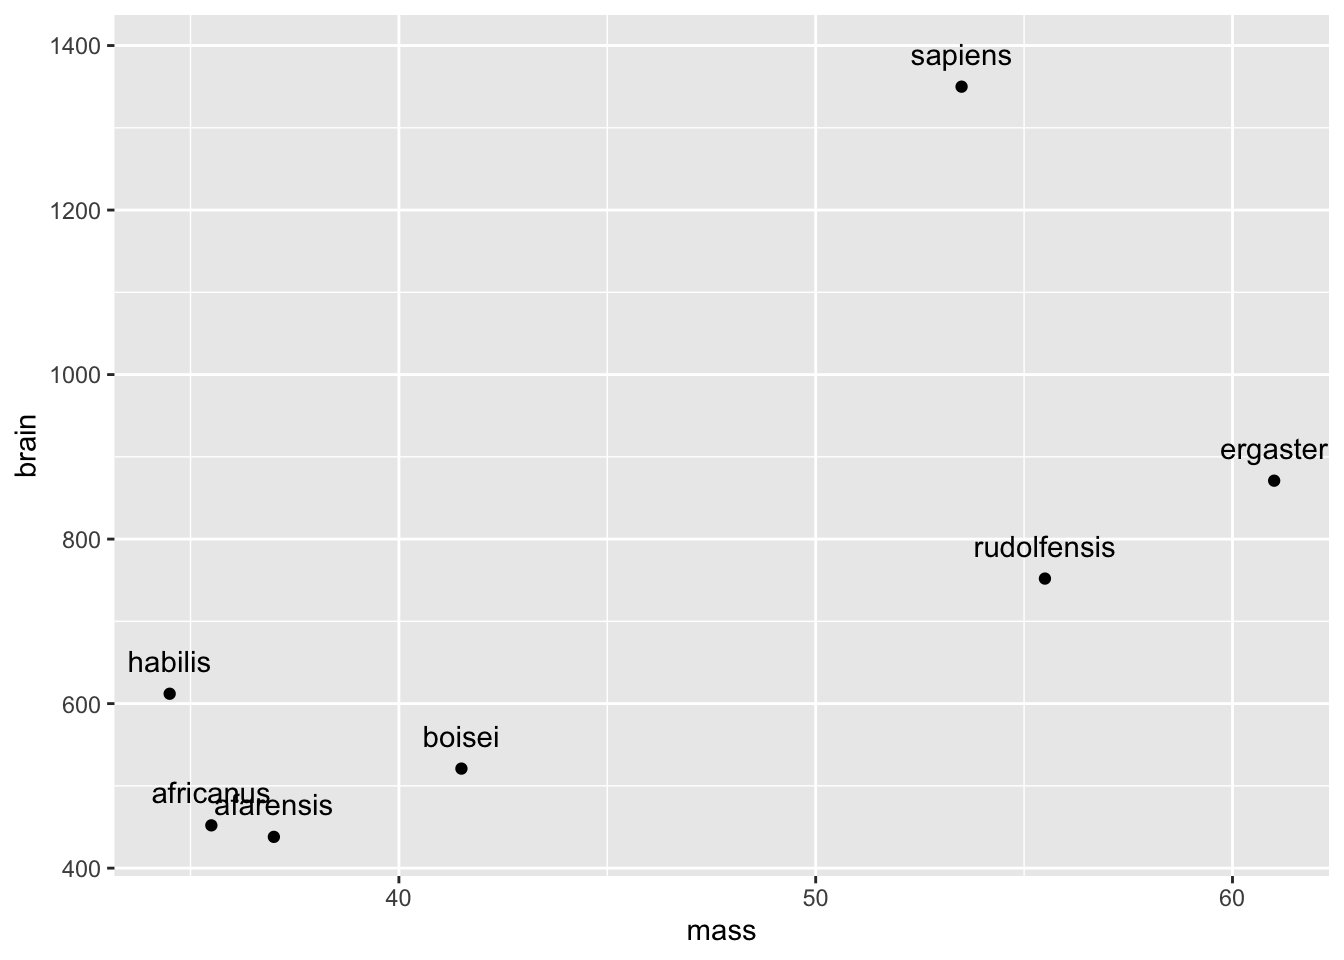 1400
sapiens
1200
1000
brain
ergaster
800
rudolfensis
habilis
600
boisei
africanus
afarensis
400
40
50
60
mass